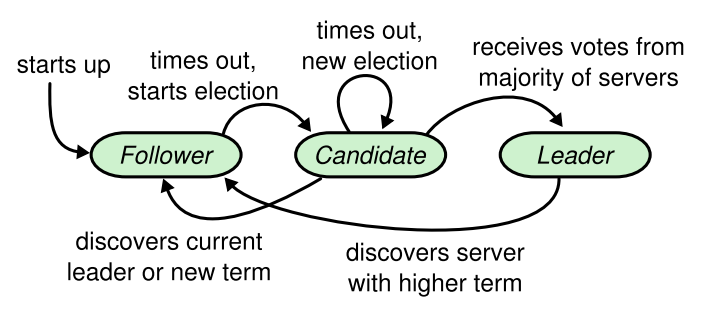 starts up
times out,
starts election
times out,
new election
receives votes from
majority of servers
Follower
Candidate
Leader
discovers current
leader or new term
discovers server
with higher term